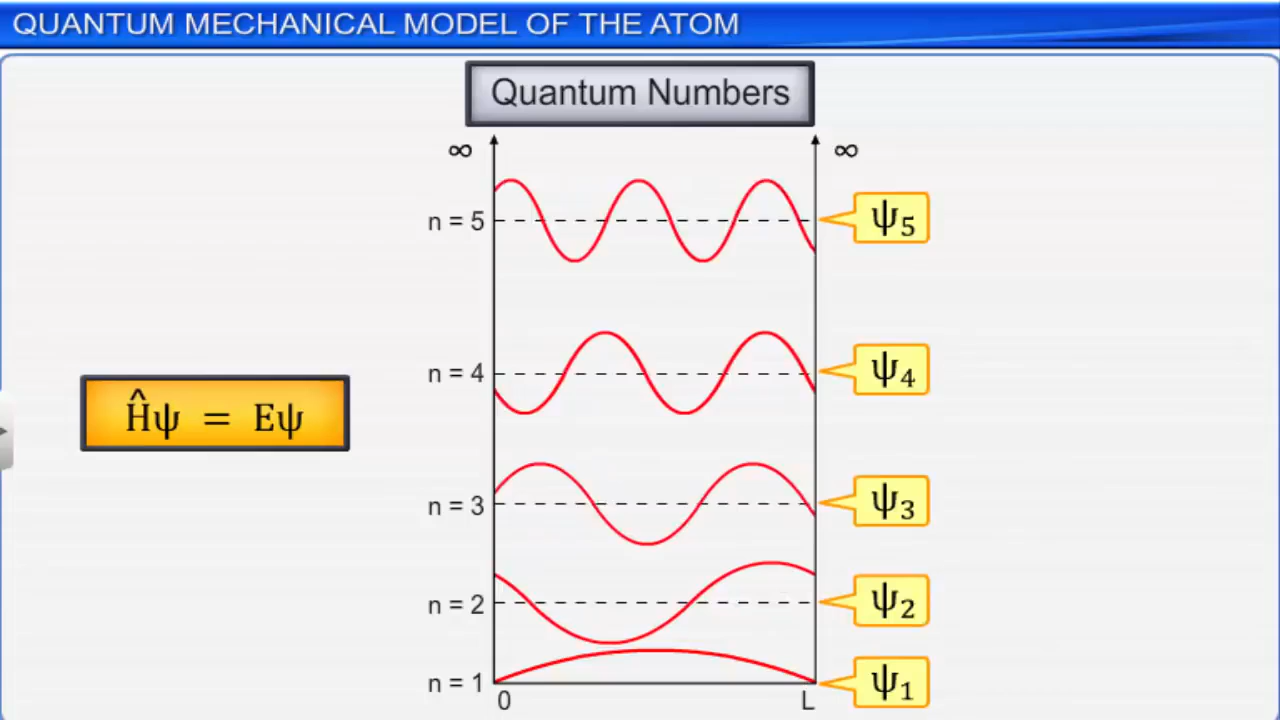 QUANTUM MECHANICAL MODEL OF THE ATOM
Quantum Numbers
∞ ∞
n = 5 ψ₅
n = 4 ψ₄
Ĥψ = Eψ
n = 3 ψ₃
n = 2 ψ₂
n = 1 ψ₁
0 L